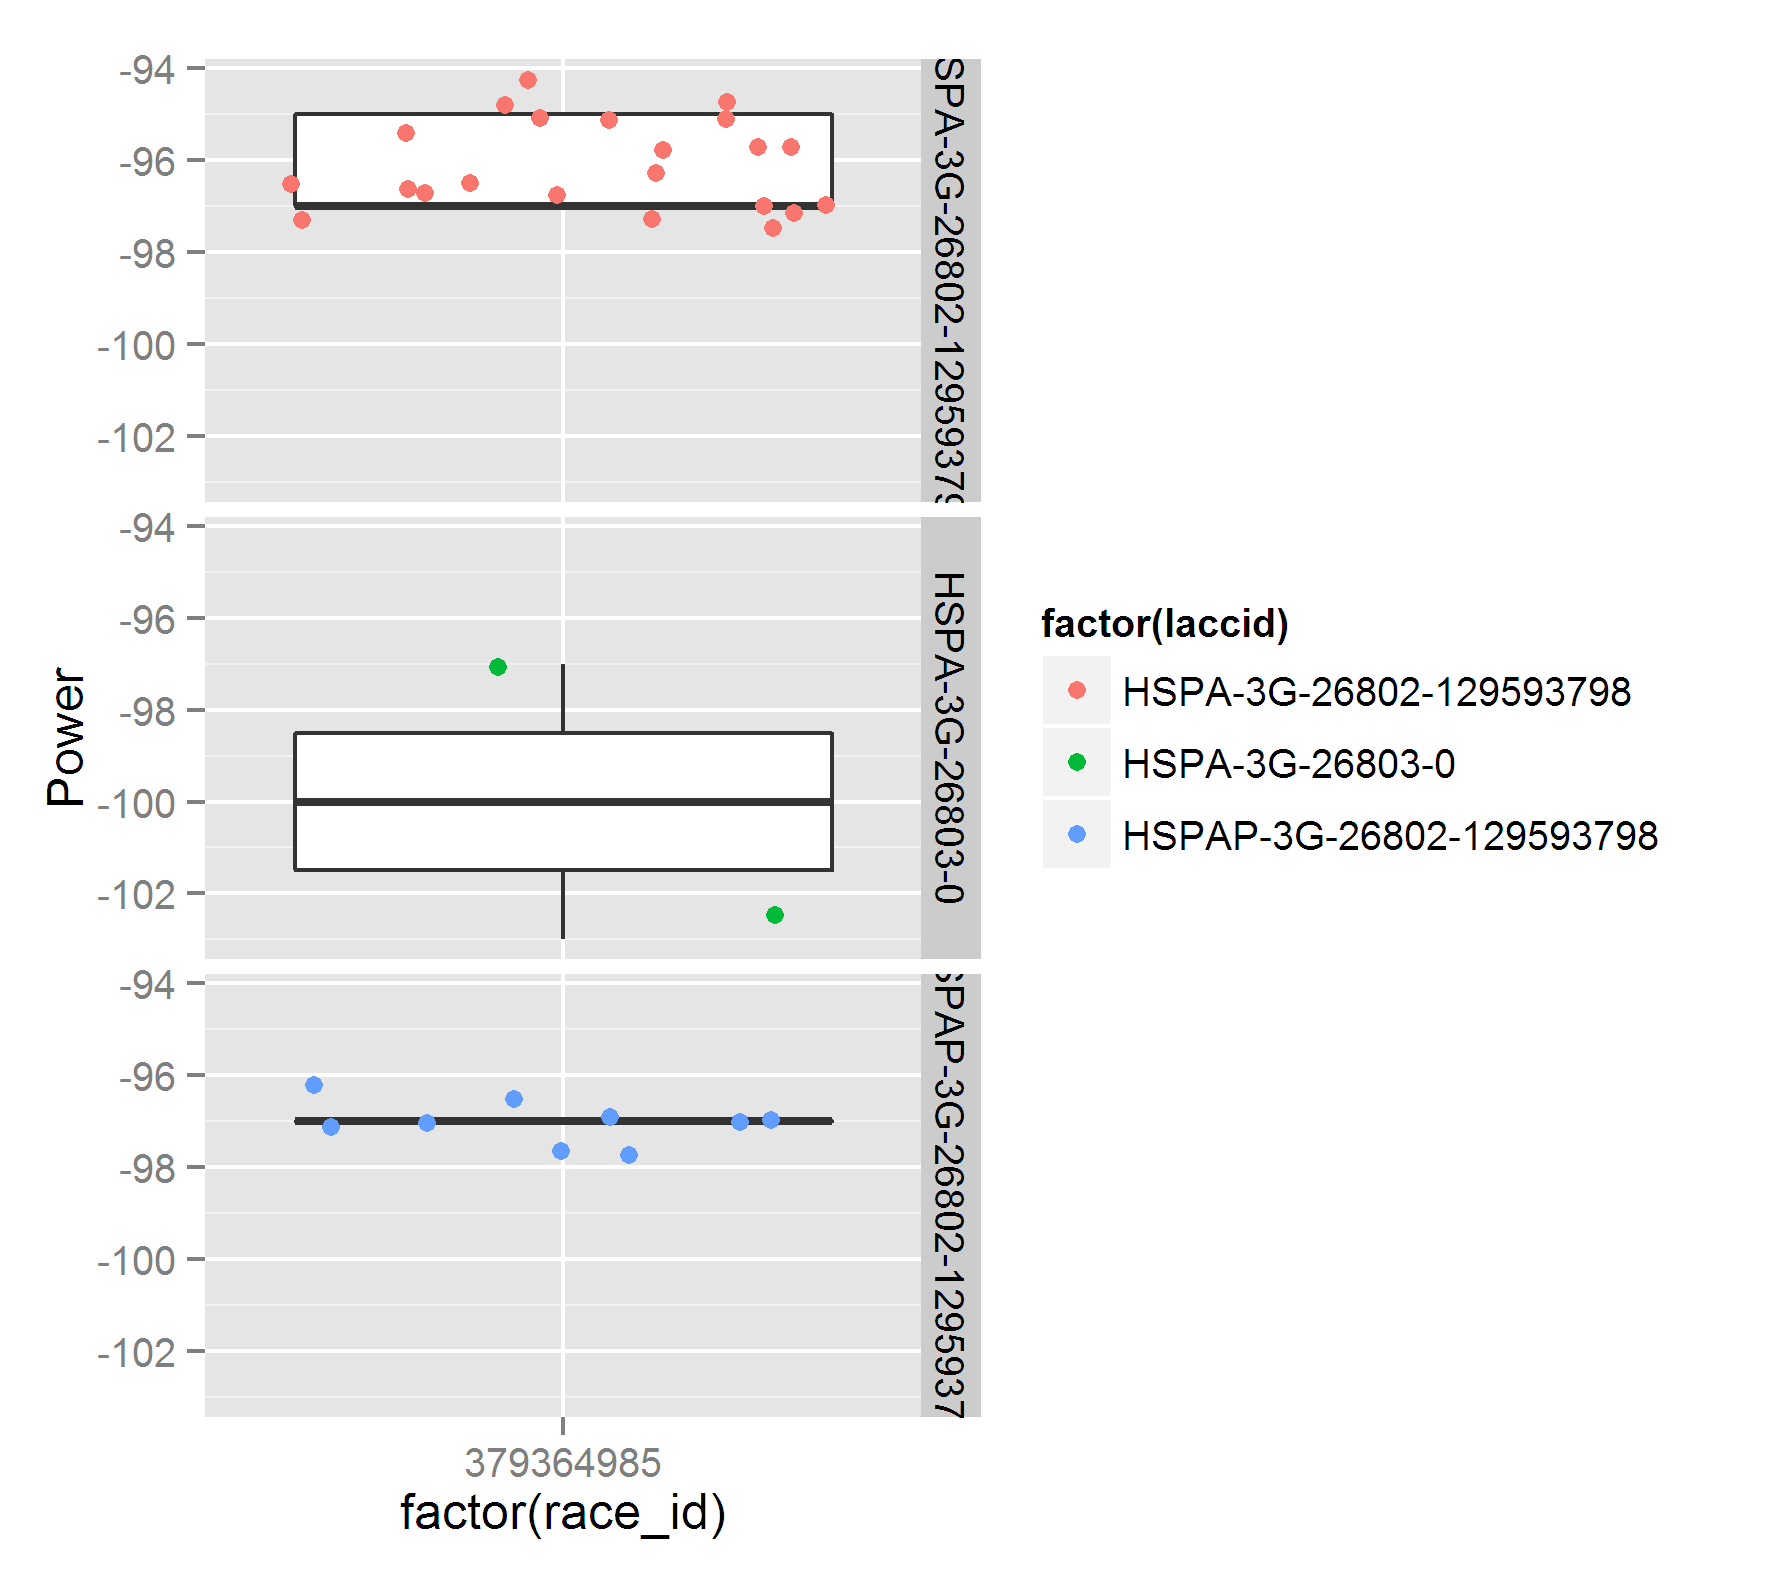 -94
-96
-98
-100
-102
SPA-3G-26802-12959379
-94
-96
-98
-100
-102
HSPA-3G-26803-0
-94
-96
-98
-100
-102
SPAP-3G-26802-1295937
Power
379364985
factor(race_id)
factor(laccid)
HSPA-3G-26802-129593798
HSPA-3G-26803-0
HSPAP-3G-26802-129593798